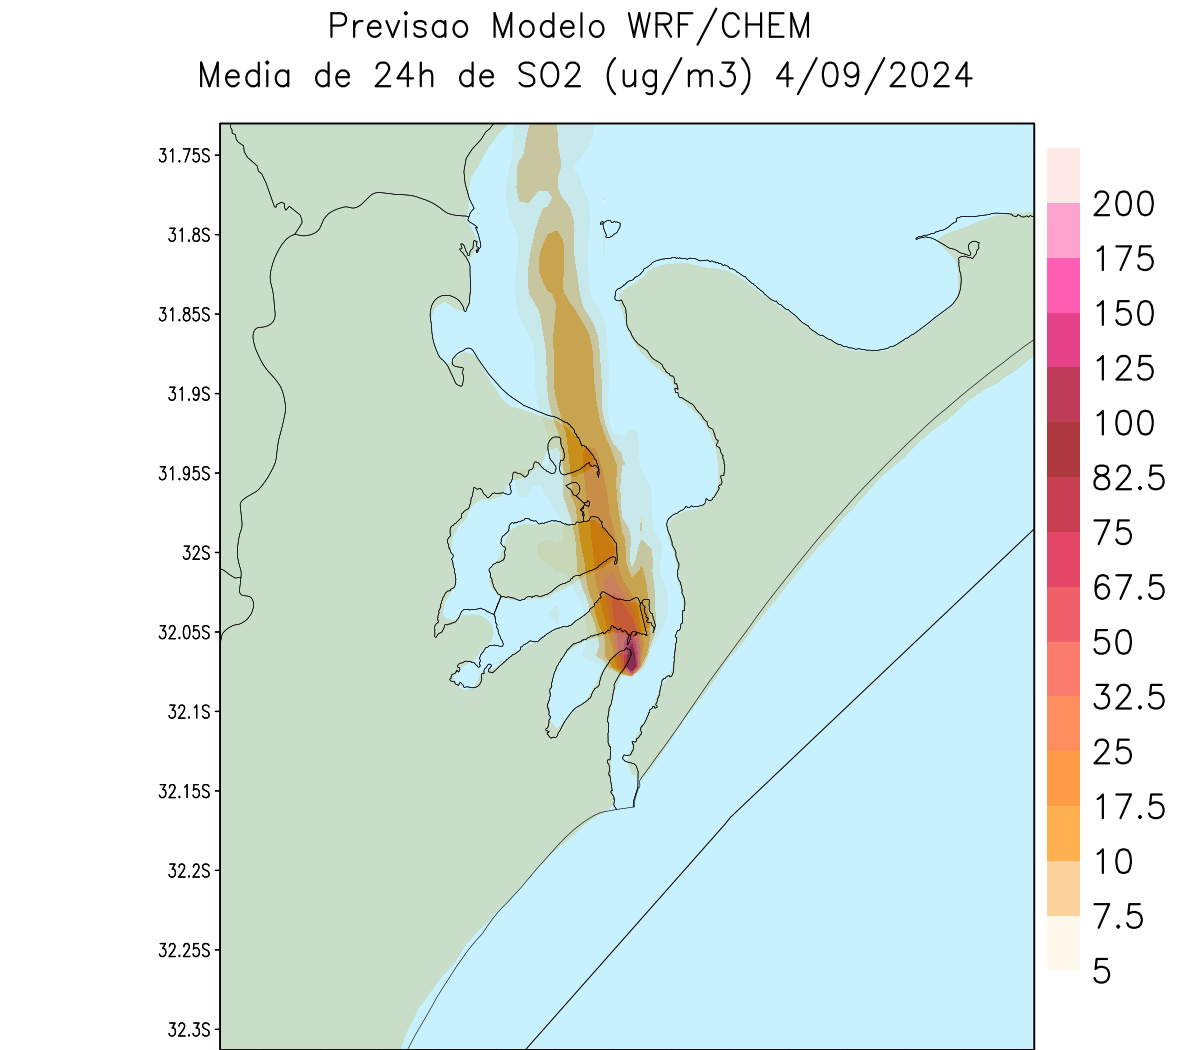 Previsao Modelo WRF/CHEM
Media de 24h de SO2 (ug/m3) 4/09/2024
31.75S
31.8S
31.85S
31.9S
31.95S
32S
32.05S
32.1S
32.15S
32.2S
32.25S
32.3S
200
175
150
125
100
82.5
75
67.5
50
32.5
25
17.5
10
7.5
5